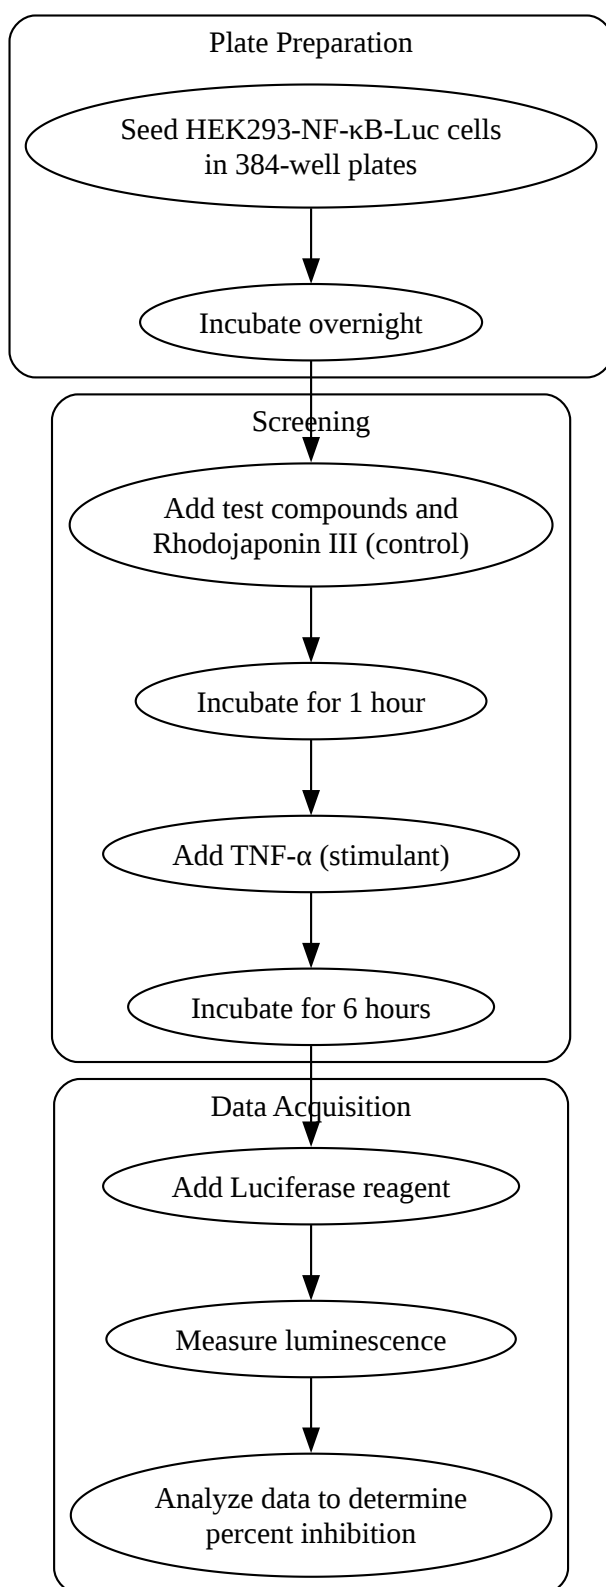 Plate Preparation
Seed HEK293-NF-κB-Luc cells
in 384-well plates
Incubate overnight
Screening
Add test compounds and
Rhodojaponin III (control)
Incubate for 1 hour
Add TNF-α (stimulant)
Incubate for 6 hours
Data Acquisition
Add Luciferase reagent
Measure luminescence
Analyze data to determine
percent inhibition